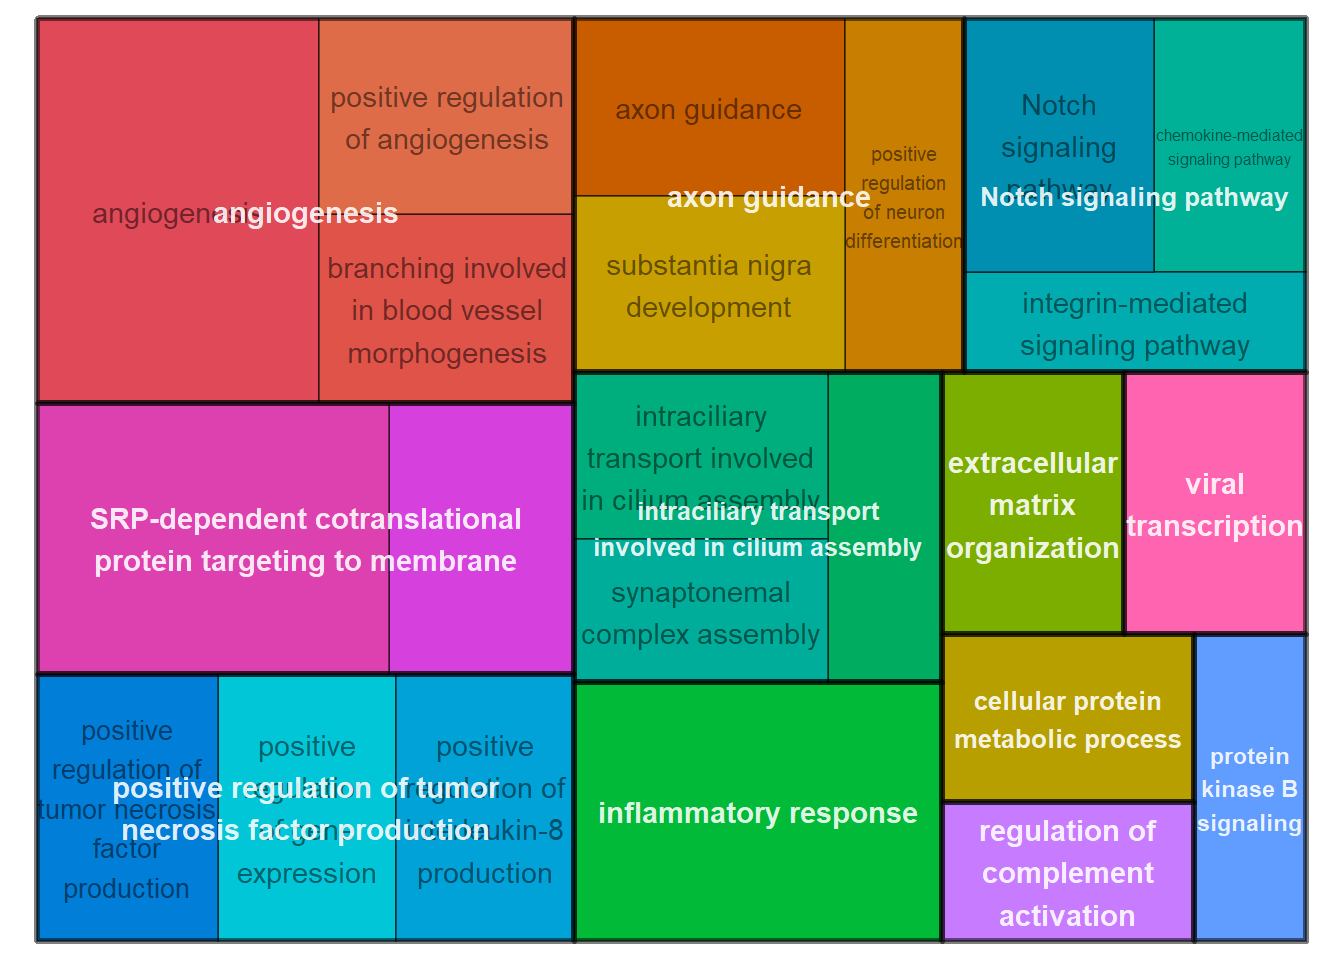 angiogenesis
angiogenesis
positive regulation
of angiogenesis
branching involved
in blood vessel
morphogenesis
axon guidance
axon guidance
substantia nigra
development
positive
regulation
of neuron
differentiation
Notch
signaling
pathway
Notch signaling pathway
chemokine-mediated
signaling pathway
integrin-mediated
signaling pathway
SRP-dependent cotranslational
protein targeting to membrane
intraciliary
transport involved
in cilium assembly
intraciliary transport
involved in cilium assembly
synaptonemal
complex assembly
extracellular
matrix
organization
viral
transcription
positive
regulation of
tumor necrosis
factor
production
positive regulation of tumor
necrosis factor production
positive
regulation
of gene
expression
positive
regulation of
interleukin-8
production
inflammatory response
cellular protein
metabolic process
regulation of
complement
activation
protein
kinase B
signaling